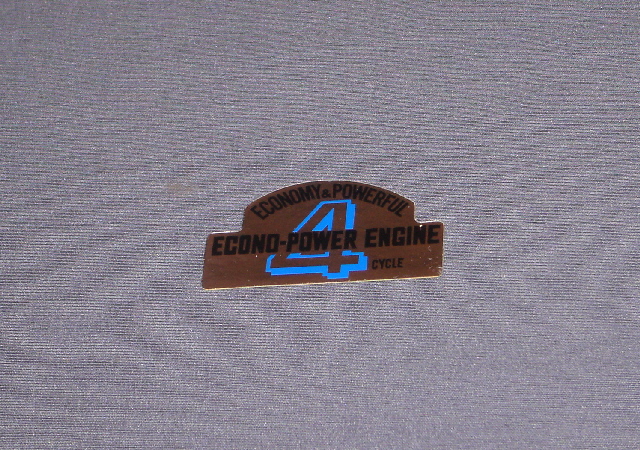 ECONOMY & POWERFUL
4
ECONO-POWER ENGINE
CYCLE